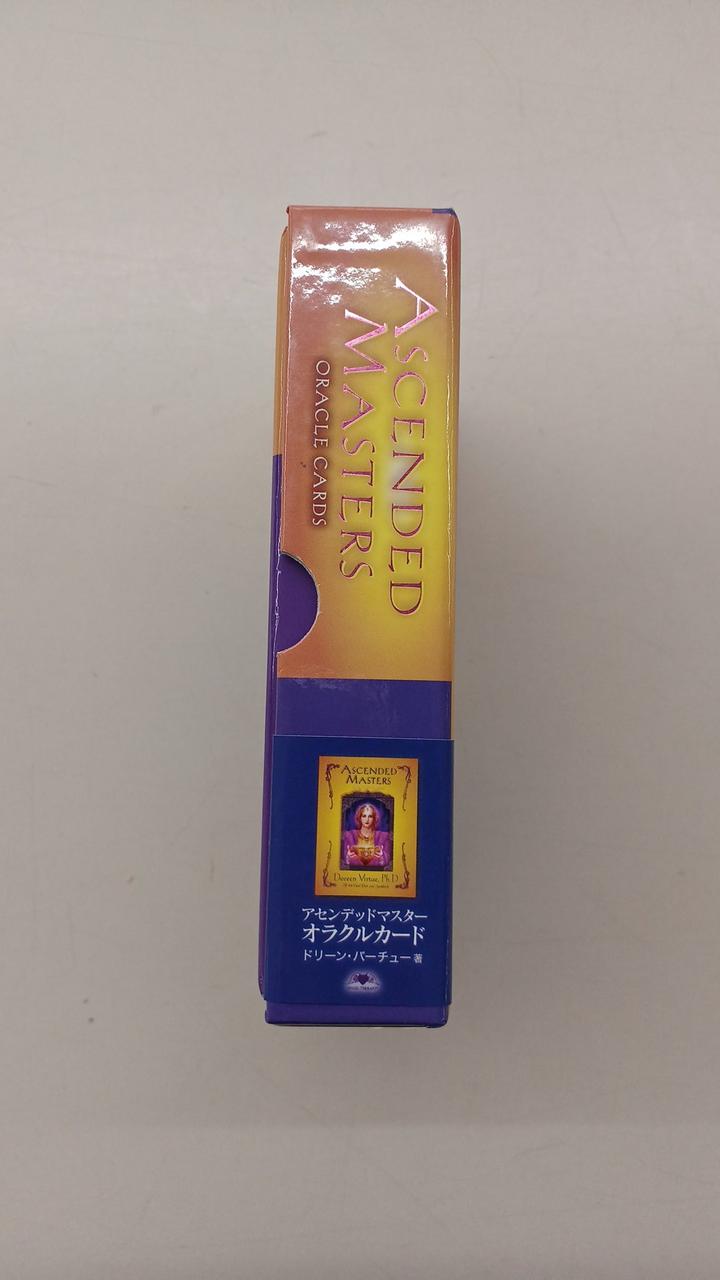 ASCENDED
MASTERS
ORACLE CARDS
ASCENDED
MASTERS
Doreen Virtue, Ph.D.
アセンデッドマスター
オラクルカード
ドリーン・バーチュー 著